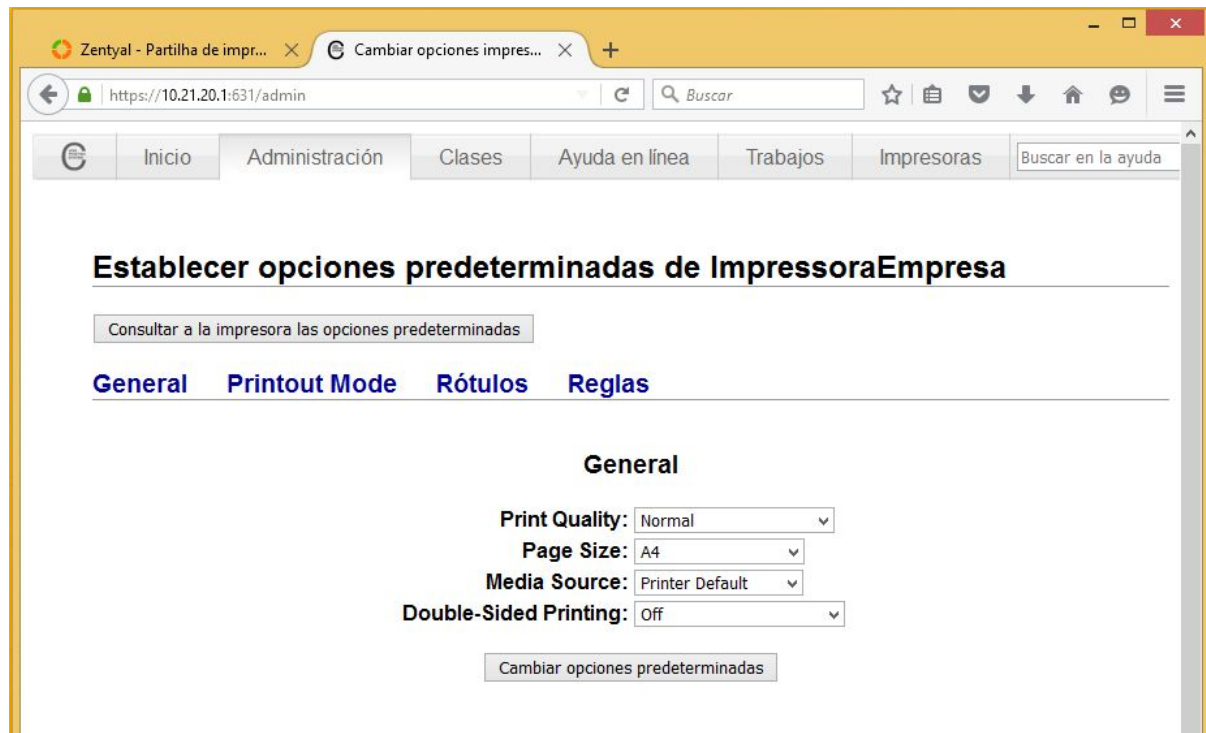 Zentyal - Partilha de impr... Cambiar opciones impres...
https://10.21.20.1:631/admin Buscar
Inicio Administración Clases Ayuda en línea Trabajos Impresoras Buscar en la ayuda
Establecer opciones predeterminadas de ImpressoraEmpresa
Consultar a la impresora las opciones predeterminadas
General Printout Mode Rótulos Reglas
General
Print Quality: Normal
Page Size: A4
Media Source: Printer Default
Double-Sided Printing: Off
Cambiar opciones predeterminadas